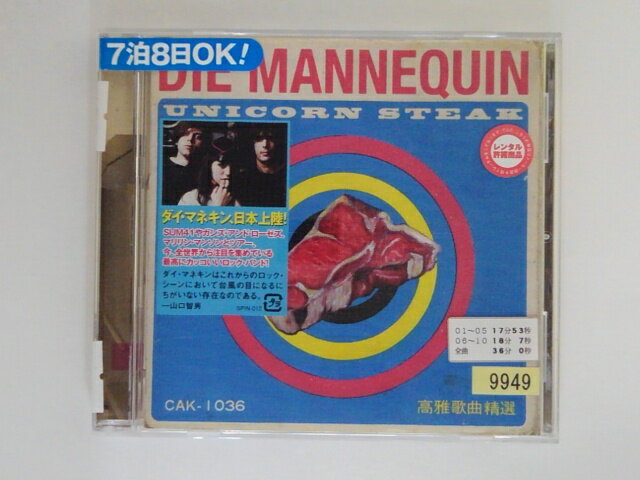 7泊8日OK!
DIE MANNEQUIN
UNICORN STEAK
レンタル
許諾商品
ダイ・マネキン、日本上陸!
SUM41やガンズ・アンド・ローゼズ、
マリリン・マンソンとツアー。
今、全世界から注目を集めている
最高にカッコいいロック・バンド!!
ダイ・マネキンはこれからのロック・
シーンにおいて台風の目になるに
ちがいない存在なのである。
―山口智男
SPIN-012
01～05 17分53秒
06～10 18分 7秒
全曲 36分 0秒
9949
CAK-1036
高雅歌曲精選